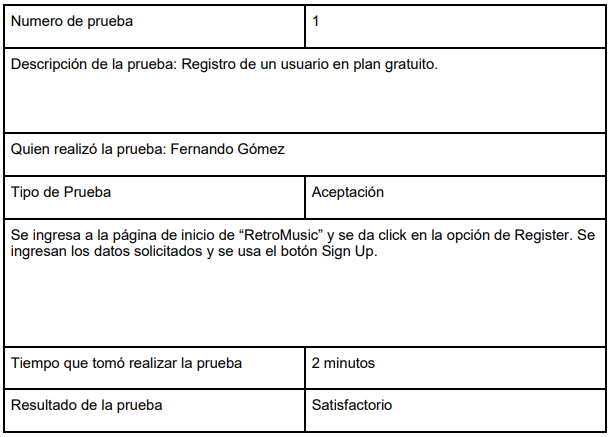 Numero de prueba 1
Descripción de la prueba: Registro de un usuario en plan gratuito.
Quien realizó la prueba: Fernando Gómez
Tipo de Prueba Aceptación
Se ingresa a la página de inicio de “RetroMusic” y se da click en la opción de Register. Se
ingresan los datos solicitados y se usa el botón Sign Up.
Tiempo que tomó realizar la prueba 2 minutos
Resultado de la prueba Satisfactorio